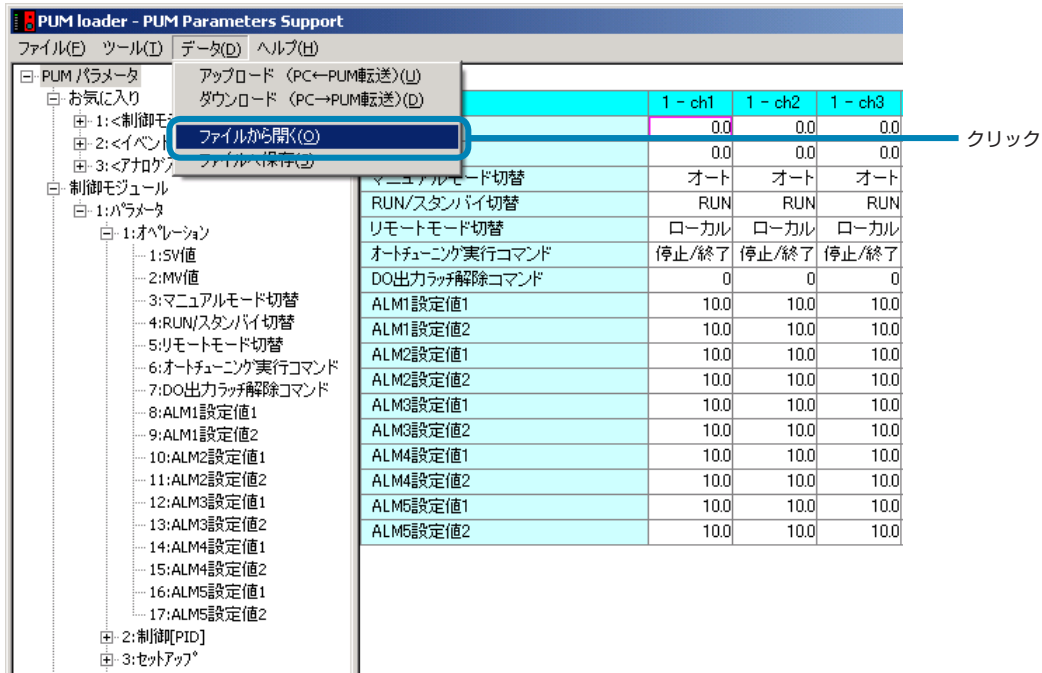 PUM loader - PUM Parameters Support
ファイル(F) ツール(T) データ(D) ヘルプ(H)
アップロード (PC←PUM転送)(U)
ダウンロード (PC→PUM転送)(D)
ファイルから開く(O)
ファイルへ保存(S)
クリック
PUM パラメータ
お気に入り
1:<制御モ
2:<イベント
3:<アナログ
制御モジュール
1:パラメータ
1:オペレーション
1:SV値
2:MV値
3:マニュアルモード切替
4:RUN/スタンバイ切替
5:リモートモード切替
6:オートチューニング実行コマンド
7:DO出力ラッチ解除コマンド
8:ALM1設定値1
9:ALM1設定値2
10:ALM2設定値1
11:ALM2設定値2
12:ALM3設定値1
13:ALM3設定値2
14:ALM4設定値1
15:ALM4設定値2
16:ALM5設定値1
17:ALM5設定値2
2:制御[PID]
3:セットアップ
1 - ch1 1 - ch2 1 - ch3
0.0 0.0 0.0
0.0 0.0 0.0
マニュアルモード切替 オート オート オート
RUN/スタンバイ切替 RUN RUN RUN
リモートモード切替 ローカル ローカル ローカル
オートチューニング実行コマンド 停止/終了 停止/終了 停止/終了
DO出力ラッチ解除コマンド 0 0 0
ALM1設定値1 10.0 10.0 10.0
ALM1設定値2 10.0 10.0 10.0
ALM2設定値1 10.0 10.0 10.0
ALM2設定値2 10.0 10.0 10.0
ALM3設定値1 10.0 10.0 10.0
ALM3設定値2 10.0 10.0 10.0
ALM4設定値1 10.0 10.0 10.0
ALM4設定値2 10.0 10.0 10.0
ALM5設定値1 10.0 10.0 10.0
ALM5設定値2 10.0 10.0 10.0